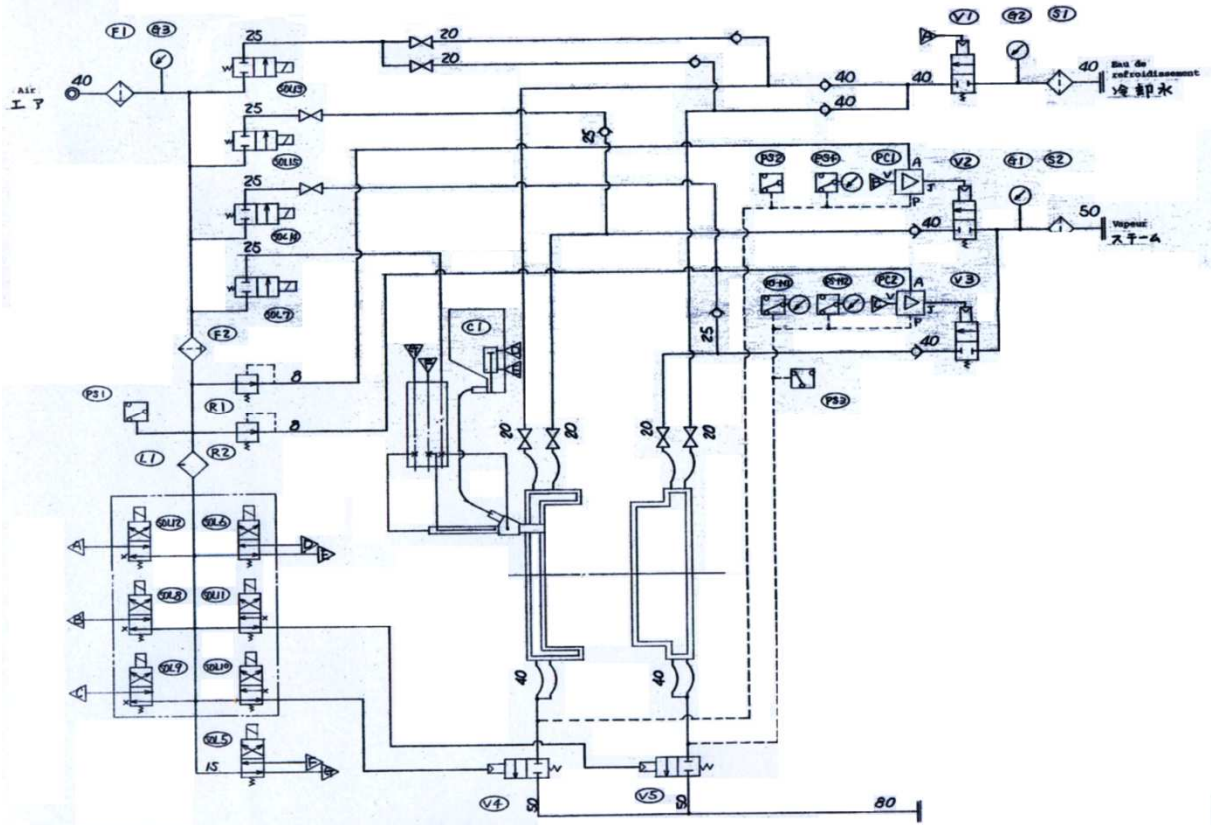 F1
G3
V1
G2
S1
25
20
20
Air
エア
40
SOL13
40
40
40
40
Eau de
refroidissement
冷却水
25
25
SOL15
PS2
PS4
PC1
A
V2
G1
S2
V
J
P
25
SOL14
40
50
Vapeur
スチーム
25
PC2
A
V3
V
J
P
SOL7
25
C1
F2
40
PS1
8
R1
PS3
8
L1
R2
20
20
20
20
SOL12
SOL6
A
D
E
SOL8
SOL11
B
SOL9
SOL10
C
40
40
SOL5
15
F
G
V4
50
V5
50
80